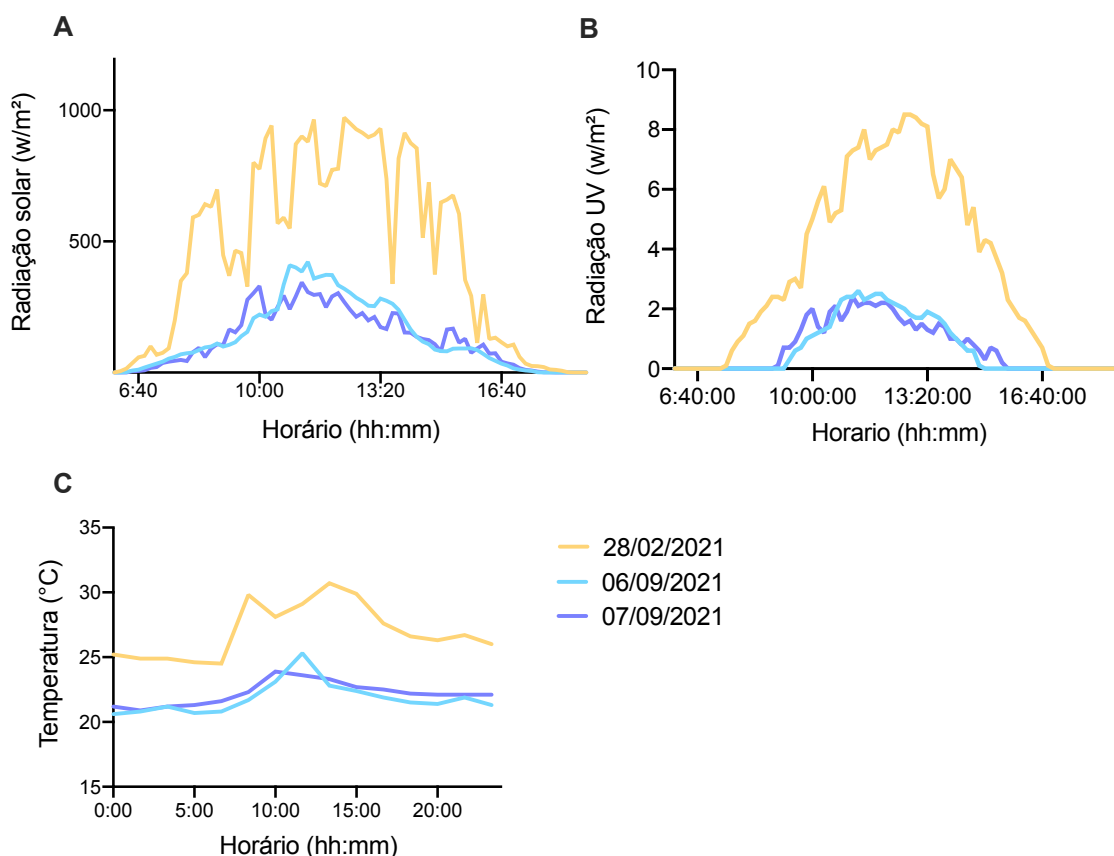 A
Radiação solar (w/m²)
1000
500
6:40 10:00 13:20 16:40
Horário (hh:mm)
B
Radiação UV (w/m²)
10
8
6
4
2
0
6:40:00 10:00:00 13:20:00 16:40:00
Horario (hh:mm)
C
Temperatura (°C)
35
30
25
20
15
0:00 5:00 10:00 15:00 20:00
Horário (hh:mm)
28/02/2021
06/09/2021
07/09/2021